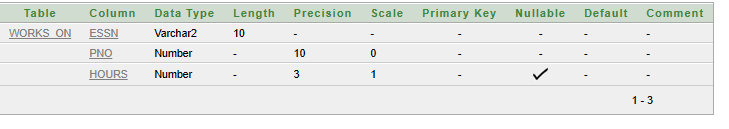 Table Column Data Type Length Precision Scale Primary Key Nullable Default Comment
WORKS_ON ESSN Varchar2 10 - - - - - -
PNO Number - 10 0 - - - -
HOURS Number - 3 1 - - -
1 - 3